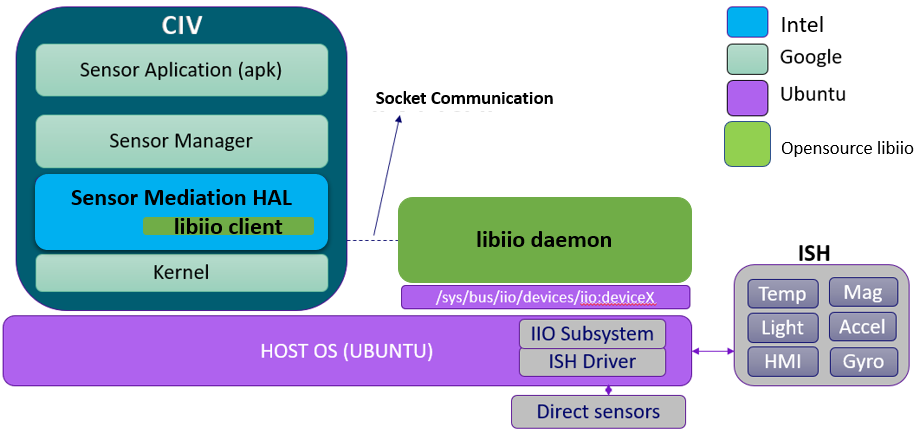 CIV
Sensor Aplication (apk)
Sensor Manager
Sensor Mediation HAL
libiio client
Kernel
Socket Communication
libiio daemon
/sys/bus/iio/devices/iio:deviceX
HOST OS (UBUNTU)
IIO Subsystem
ISH Driver
Direct sensors
Intel
Google
Ubuntu
Opensource libiio
ISH
Temp
Mag
Light
Accel
HMI
Gyro